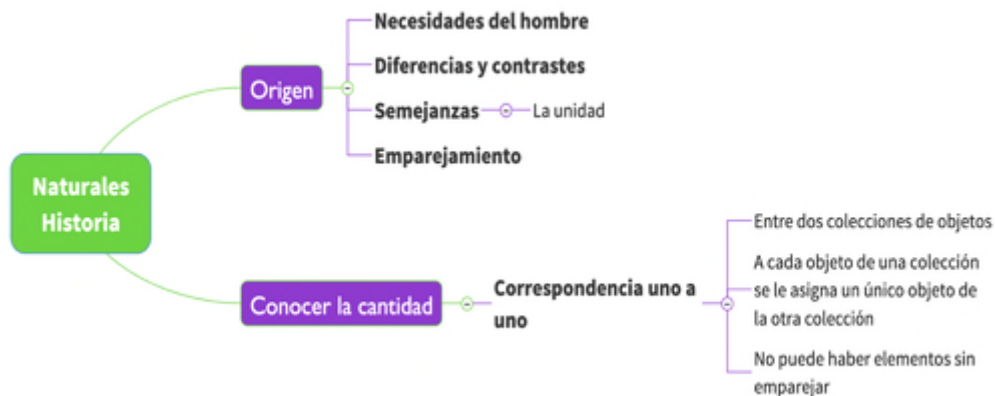 Naturales
Historia
Origen
Necesidades del hombre
Diferencias y contrastes
Semejanzas
La unidad
Emparejamiento
Conocer la cantidad
Correspondencia uno a
uno
Entre dos colecciones de objetos
A cada objeto de una colección
se le asigna un único objeto de
la otra colección
No puede haber elementos sin
emparejar